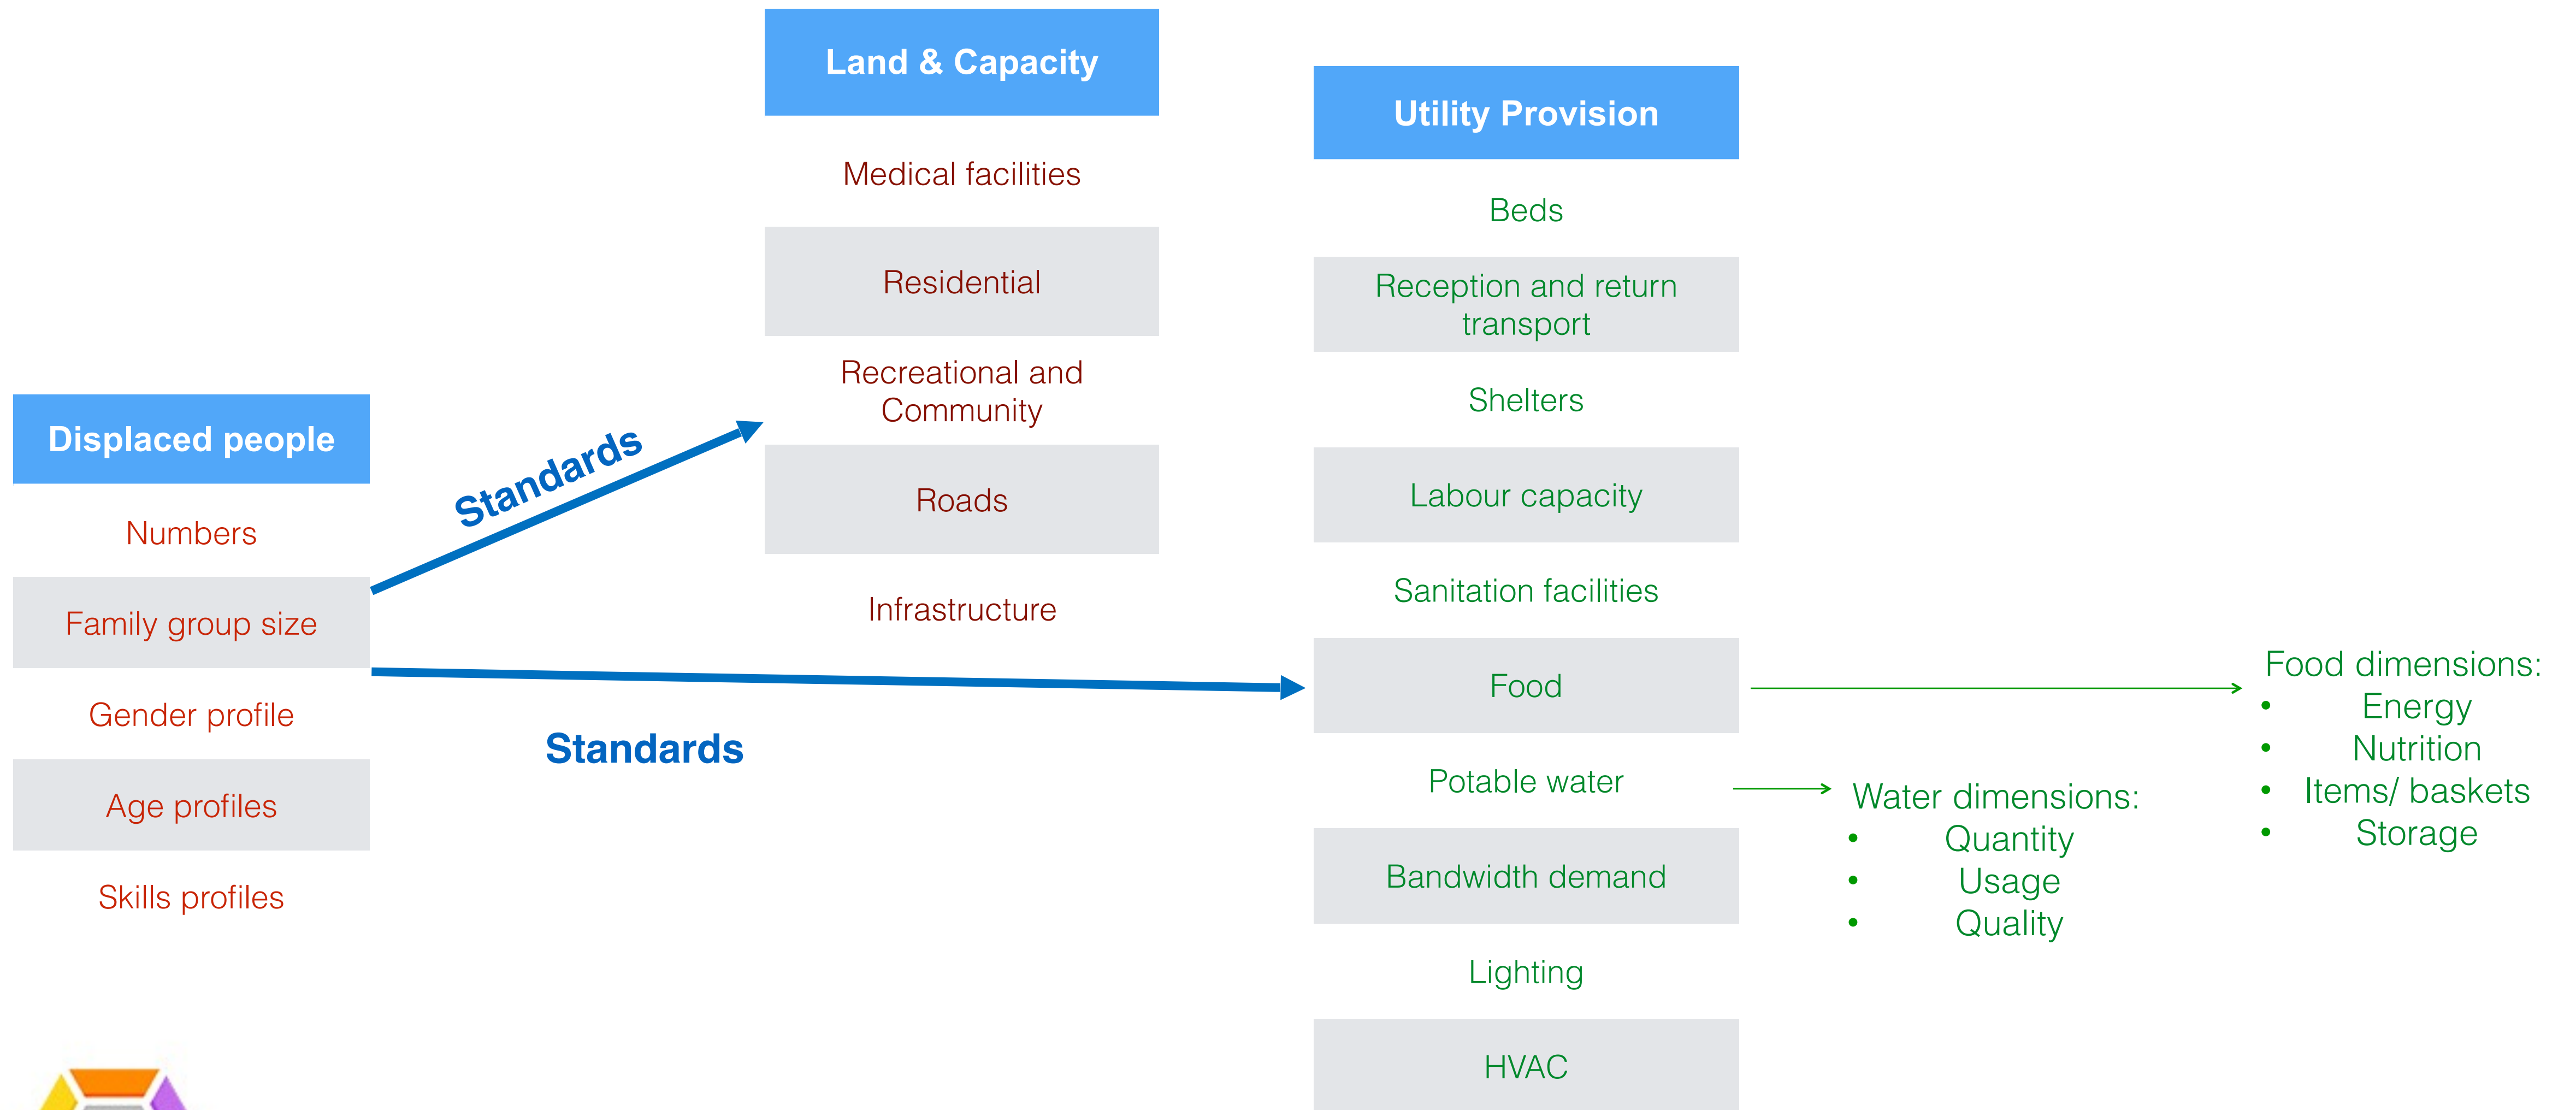 Land & Capacity
Medical facilities
Residential
Recreational and
Community
Roads
Infrastructure
Utility Provision
Beds
Reception and return
transport
Shelters
Labour capacity
Sanitation facilities
Food
Potable water
Bandwidth demand
Lighting
HVAC
Displaced people
Numbers
Family group size
Gender profile
Age profiles
Skills profiles
Standards
Standards
Food dimensions:
• Energy
• Nutrition
• Items/ baskets
• Storage
Water dimensions:
• Quantity
• Usage
• Quality